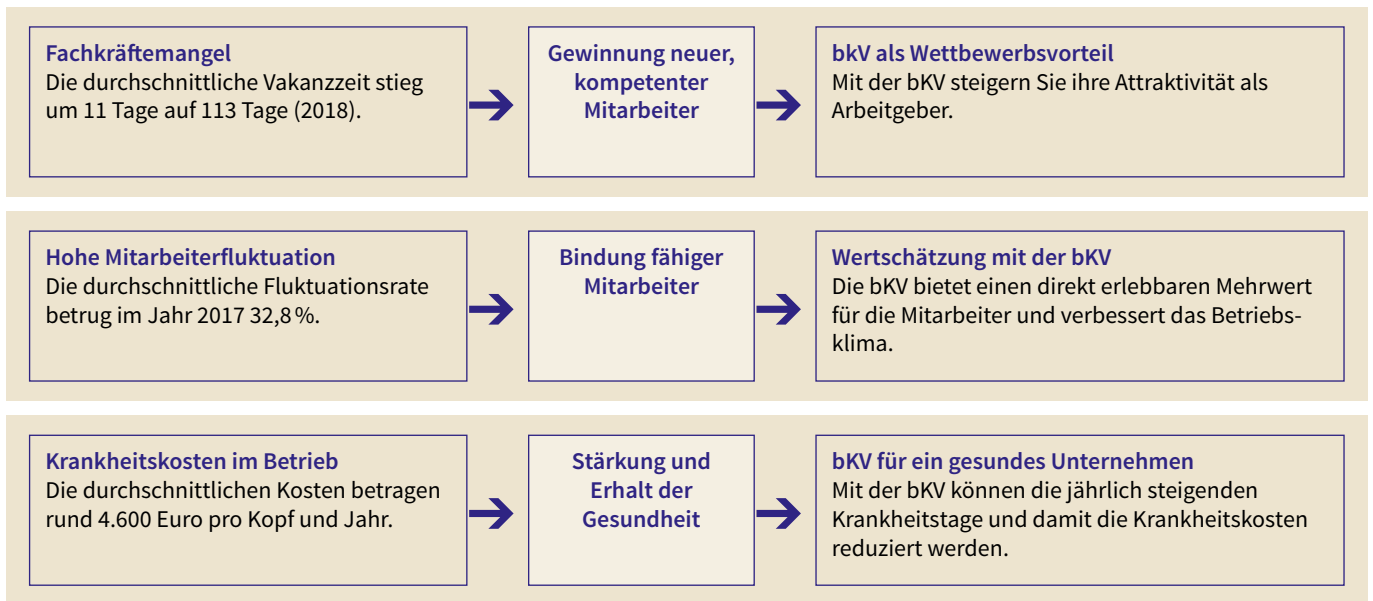 Fachkräftemangel
Die durchschnittliche Vakanzzeit stieg
um 11 Tage auf 113 Tage (2018).
Gewinnung neuer,
kompetenter
Mitarbeiter
bkV als Wettbewerbsvorteil
Mit der bKV steigern Sie ihre Attraktivität als
Arbeitgeber.
Hohe Mitarbeiterfluktuation
Die durchschnittliche Fluktuationsrate
betrug im Jahr 2017 32,8 %.
Bindung fähiger
Mitarbeiter
Wertschätzung mit der bKV
Die bKV bietet einen direkt erlebbaren Mehrwert
für die Mitarbeiter und verbessert das Betriebs-
klima.
Krankheitskosten im Betrieb
Die durchschnittlichen Kosten betragen
rund 4.600 Euro pro Kopf und Jahr.
Stärkung und
Erhalt der
Gesundheit
bKV für ein gesundes Unternehmen
Mit der bKV können die jährlich steigenden
Krankheitstage und damit die Krankheitskosten
reduziert werden.